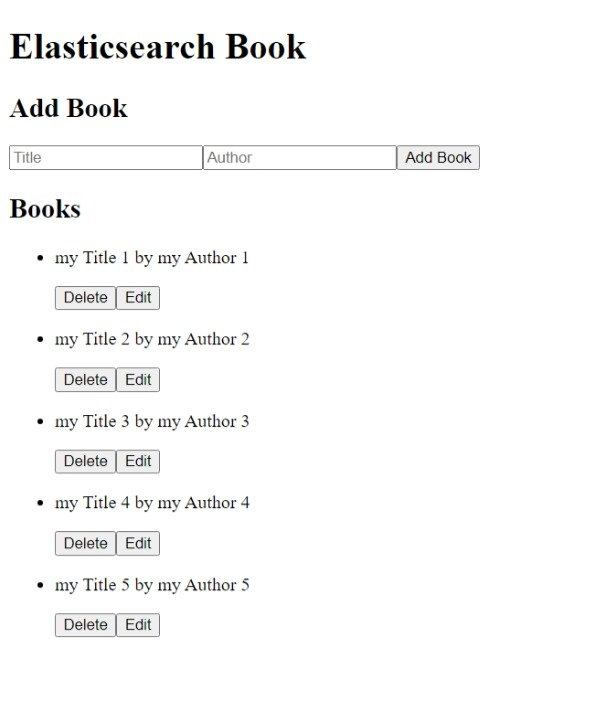 Elasticsearch Book
Add Book
Title Author Add Book
Books
my Title 1 by my Author 1
Delete Edit
my Title 2 by my Author 2
Delete Edit
my Title 3 by my Author 3
Delete Edit
my Title 4 by my Author 4
Delete Edit
my Title 5 by my Author 5
Delete Edit